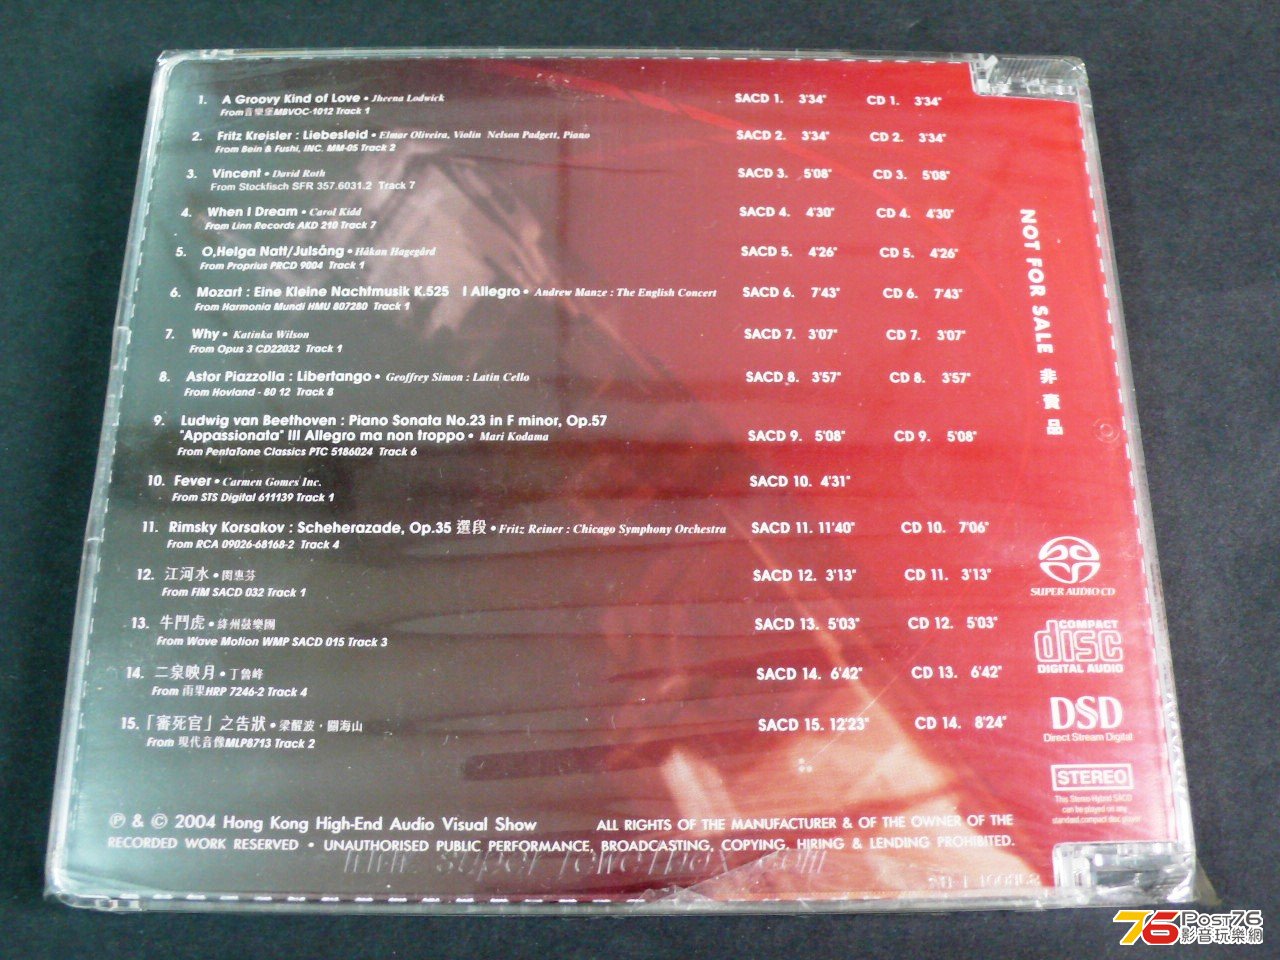 1. A Groovy Kind of Love • Jheena Lodwick SACD 1. 3'34" CD 1. 3'34"
From 音樂堡MBVOC-1012 Track 1
2. Fritz Kreisler : Liebesleid • Elmar Oliveira, Violin Nelson Padgett, Piano SACD 2. 3'34" CD 2. 3'34"
From Bein & Fushi, INC. MM-05 Track 2
3. Vincent • David Roth SACD 3. 5'08" CD 3. 5'08"
From Stockfisch SFR 357.6031.2 Track 7
4. When I Dream • Carol Kidd SACD 4. 4'30" CD 4. 4'30"
From Linn Records AKD 210 Track 7
5. O,Helga Natt/Julsång • Håkan Hagegård SACD 5. 4'26" CD 5. 4'26"
From Proprius PRCD 9004 Track 1
6. Mozart : Eine Kleine Nachtmusik K.525 I Allegro • Andrew Manze : The English Concert SACD 6. 7'43" CD 6. 7'43"
From Harmonia Mundi HMU 807280 Track 1
7. Why • Katinka Wilson SACD 7. 3'07" CD 7. 3'07"
From Opus 3 CD22032 Track 1
8. Astor Piazzolla : Libertango • Geoffrey Simon : Latin Cello SACD 8. 3'57" CD 8. 3'57"
From Hovland - 80 12 Track 8
9. Ludwig van Beethoven : Piano Sonata No.23 in F minor, Op.57
"Appassionata" III Allegro ma non troppo • Mari Kodama SACD 9. 5'08" CD 9. 5'08"
From PentaTone Classics PTC 5186024 Track 6
10. Fever • Carmen Gomes Inc. SACD 10. 4'31"
From STS Digital 611139 Track 1
11. Rimsky Korsakov : Scheherazade, Op.35 選段 • Fritz Reiner : Chicago Symphony Orchestra SACD 11. 11'40" CD 10. 7'06"
From RCA 09026-68168-2 Track 4
12. 江河水 • 閔惠芬 SACD 12. 3'13" CD 11. 3'13"
From FIM SACD 032 Track 1
13. 牛鬥虎 • 絳州鼓樂團 SACD 13. 5'03" CD 12. 5'03"
From Wave Motion WMP SACD 015 Track 3
14. 二泉映月 • 丁魯峰 SACD 14. 6'42" CD 13. 6'42"
From 雨果HRP 7246-2 Track 4
15. 「審死官」之告狀 • 梁醒波，關海山 SACD 15. 12'23" CD 14. 8'24"
From 現代音像MLP8713 Track 2
NOT FOR SALE 非賣品
SUPER AUDIO CD
COMPACT
disc
DIGITAL AUDIO
DSD
Direct Stream Digital
STEREO
This Stereo Hybrid SACD
can be played on any
standard compact disc player
℗ & © 2004 Hong Kong High-End Audio Visual Show ALL RIGHTS OF THE MANUFACTURER & OF THE OWNER OF THE
RECORDED WORK RESERVED • UNAUTHORISED PUBLIC PERFORMANCE, BROADCASTING, COPYING, HIRING & LENDING PROHIBITED.
76 Post76
影音玩樂網